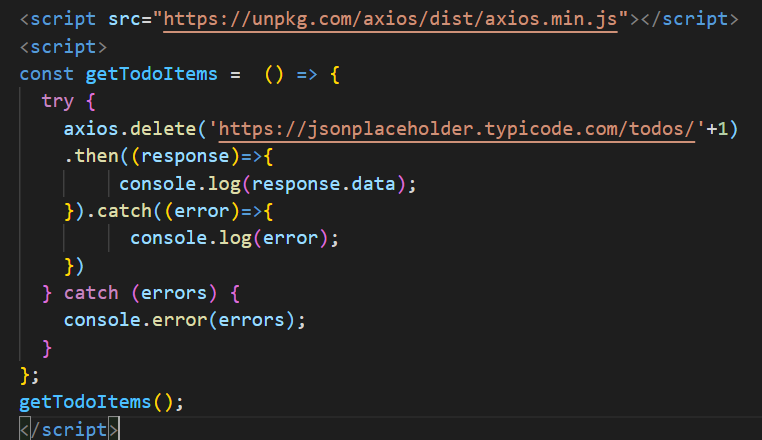 <script src="https://unpkg.com/axios/dist/axios.min.js"></script>
<script>
const getTodoItems =  () => {
  try {
    axios.delete('https://jsonplaceholder.typicode.com/todos/'+1)
    .then((response)=>{
         console.log(response.data);
    }).catch((error)=>{
          console.log(error);
    })
  } catch (errors) {
    console.error(errors);
  }
};
getTodoItems();
</script>